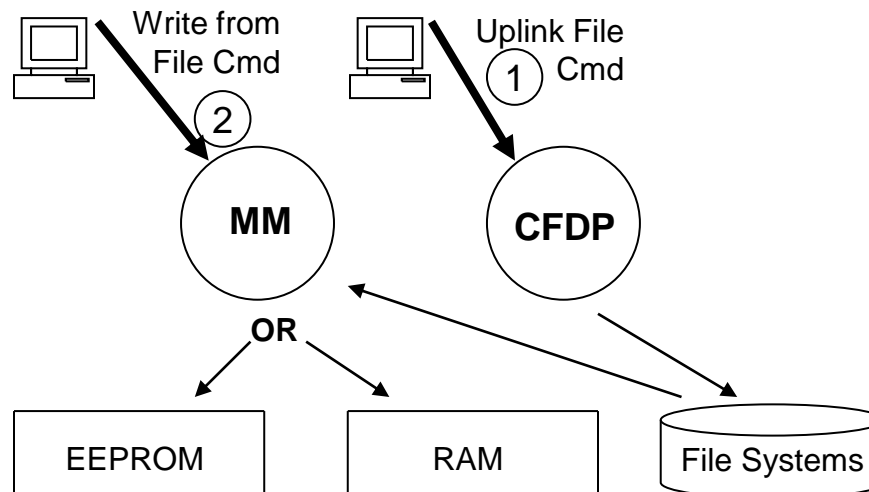 Write from
File Cmd
2
Uplink File
Cmd
1
MM
CFDP
OR
EEPROM
RAM
File Systems